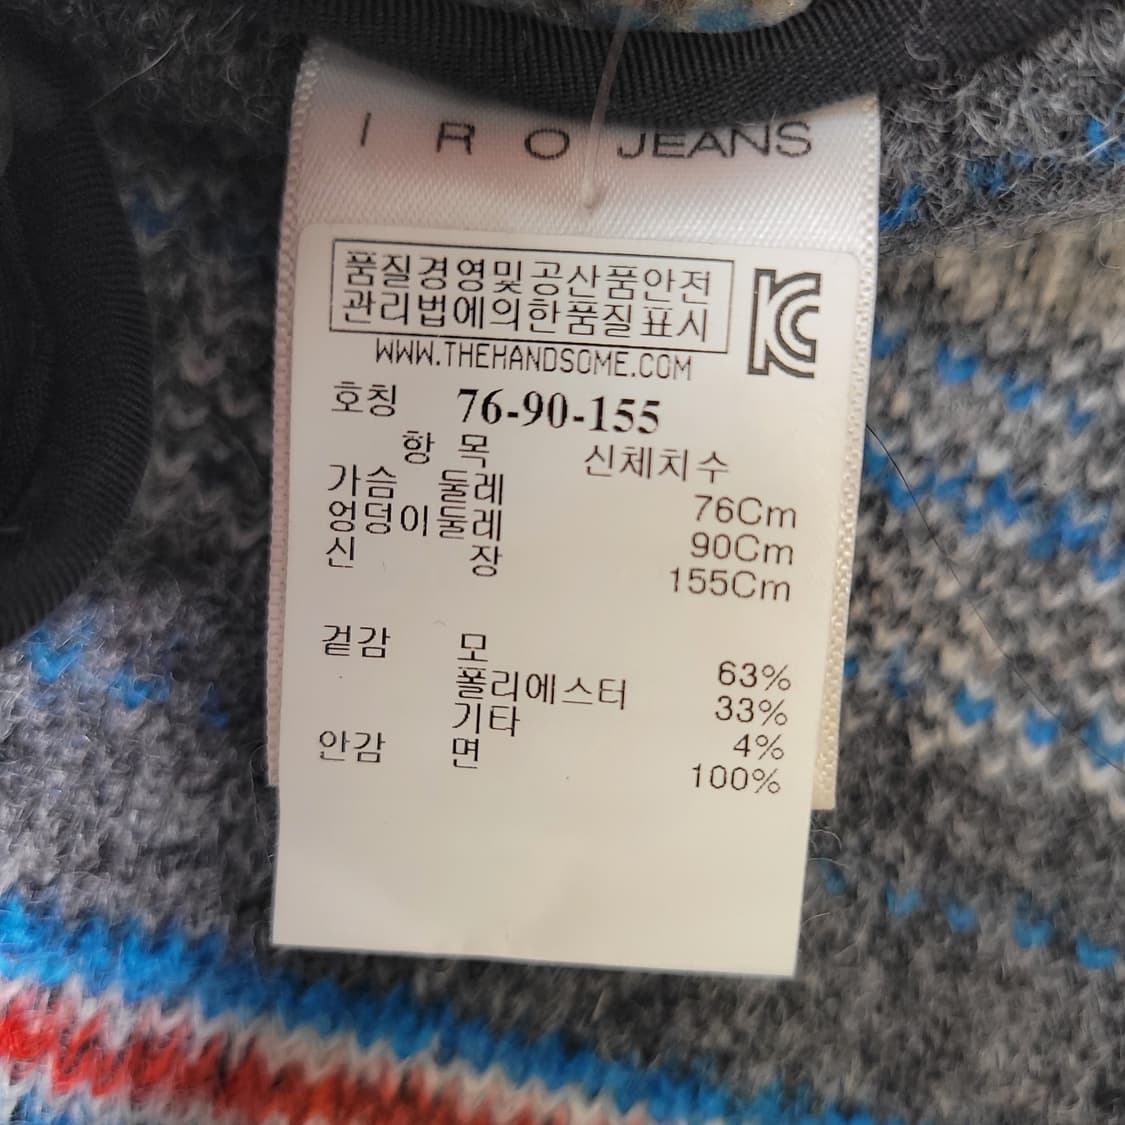 IRO JEANS
품질경영및공산품안전
관리법에의한품질표시
WWW.THEHANDSOME.COM
호칭 76-90-155
항 목 신체치수
가슴 둘레 76Cm
엉덩이둘레 90Cm
신 장 155Cm
겉감 모 63%
폴리에스터 33%
기타 4%
안감 면 100%